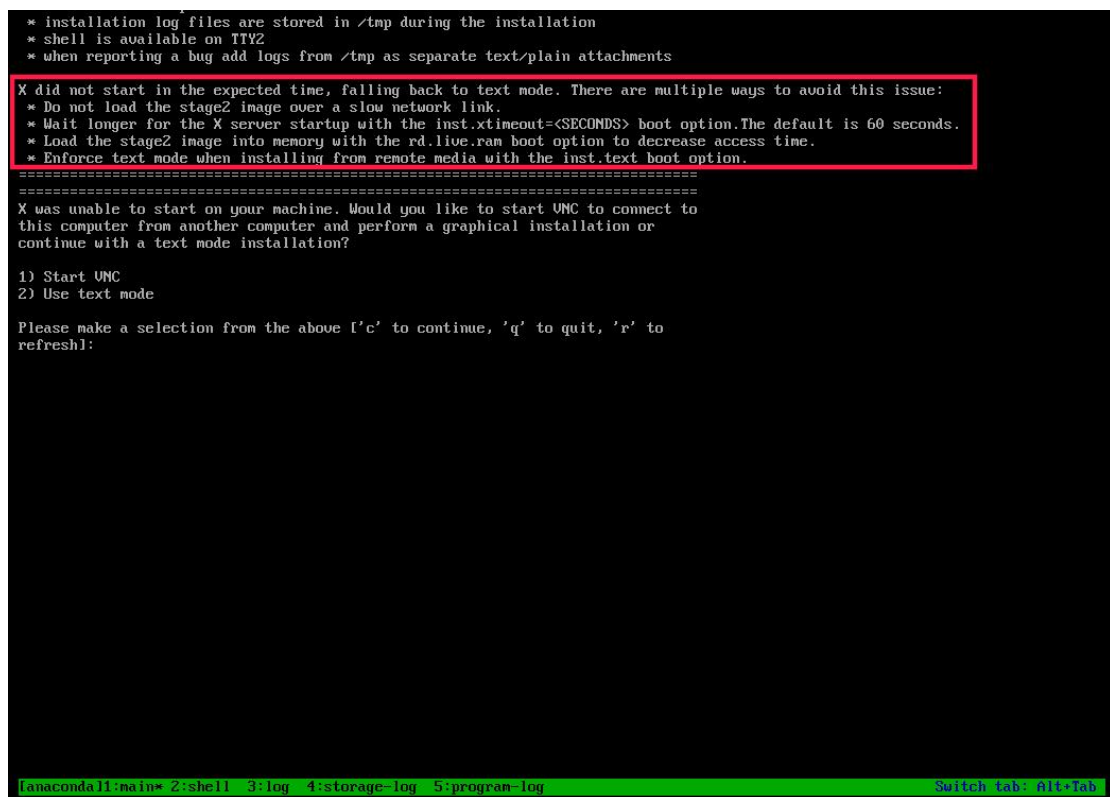 * installation log files are stored in /tmp during the installation
* shell is available on TTY2
* when reporting a bug add logs from /tmp as separate text/plain attachments
X did not start in the expected time, falling back to text mode. There are multiple ways to avoid this issue:
* Do not load the stage2 image over a slow network link.
* Wait longer for the X server startup with the inst.xtimeout=<SECONDS> boot option.The default is 60 seconds.
* Load the stage2 image into memory with the rd.live.ram boot option to decrease access time.
* Enforce text mode when installing from remote media with the inst.text boot option.
================================================================================
================================================================================
X was unable to start on your machine. Would you like to start VNC to connect to
this computer from another computer and perform a graphical installation or
continue with a text mode installation?
1) Start VNC
2) Use text mode
Please make a selection from the above ['c' to continue, 'q' to quit, 'r' to
refresh]:
[anaconda]1:main* 2:shell 3:log 4:storage-log 5:program-log Switch tab: Alt+Tab